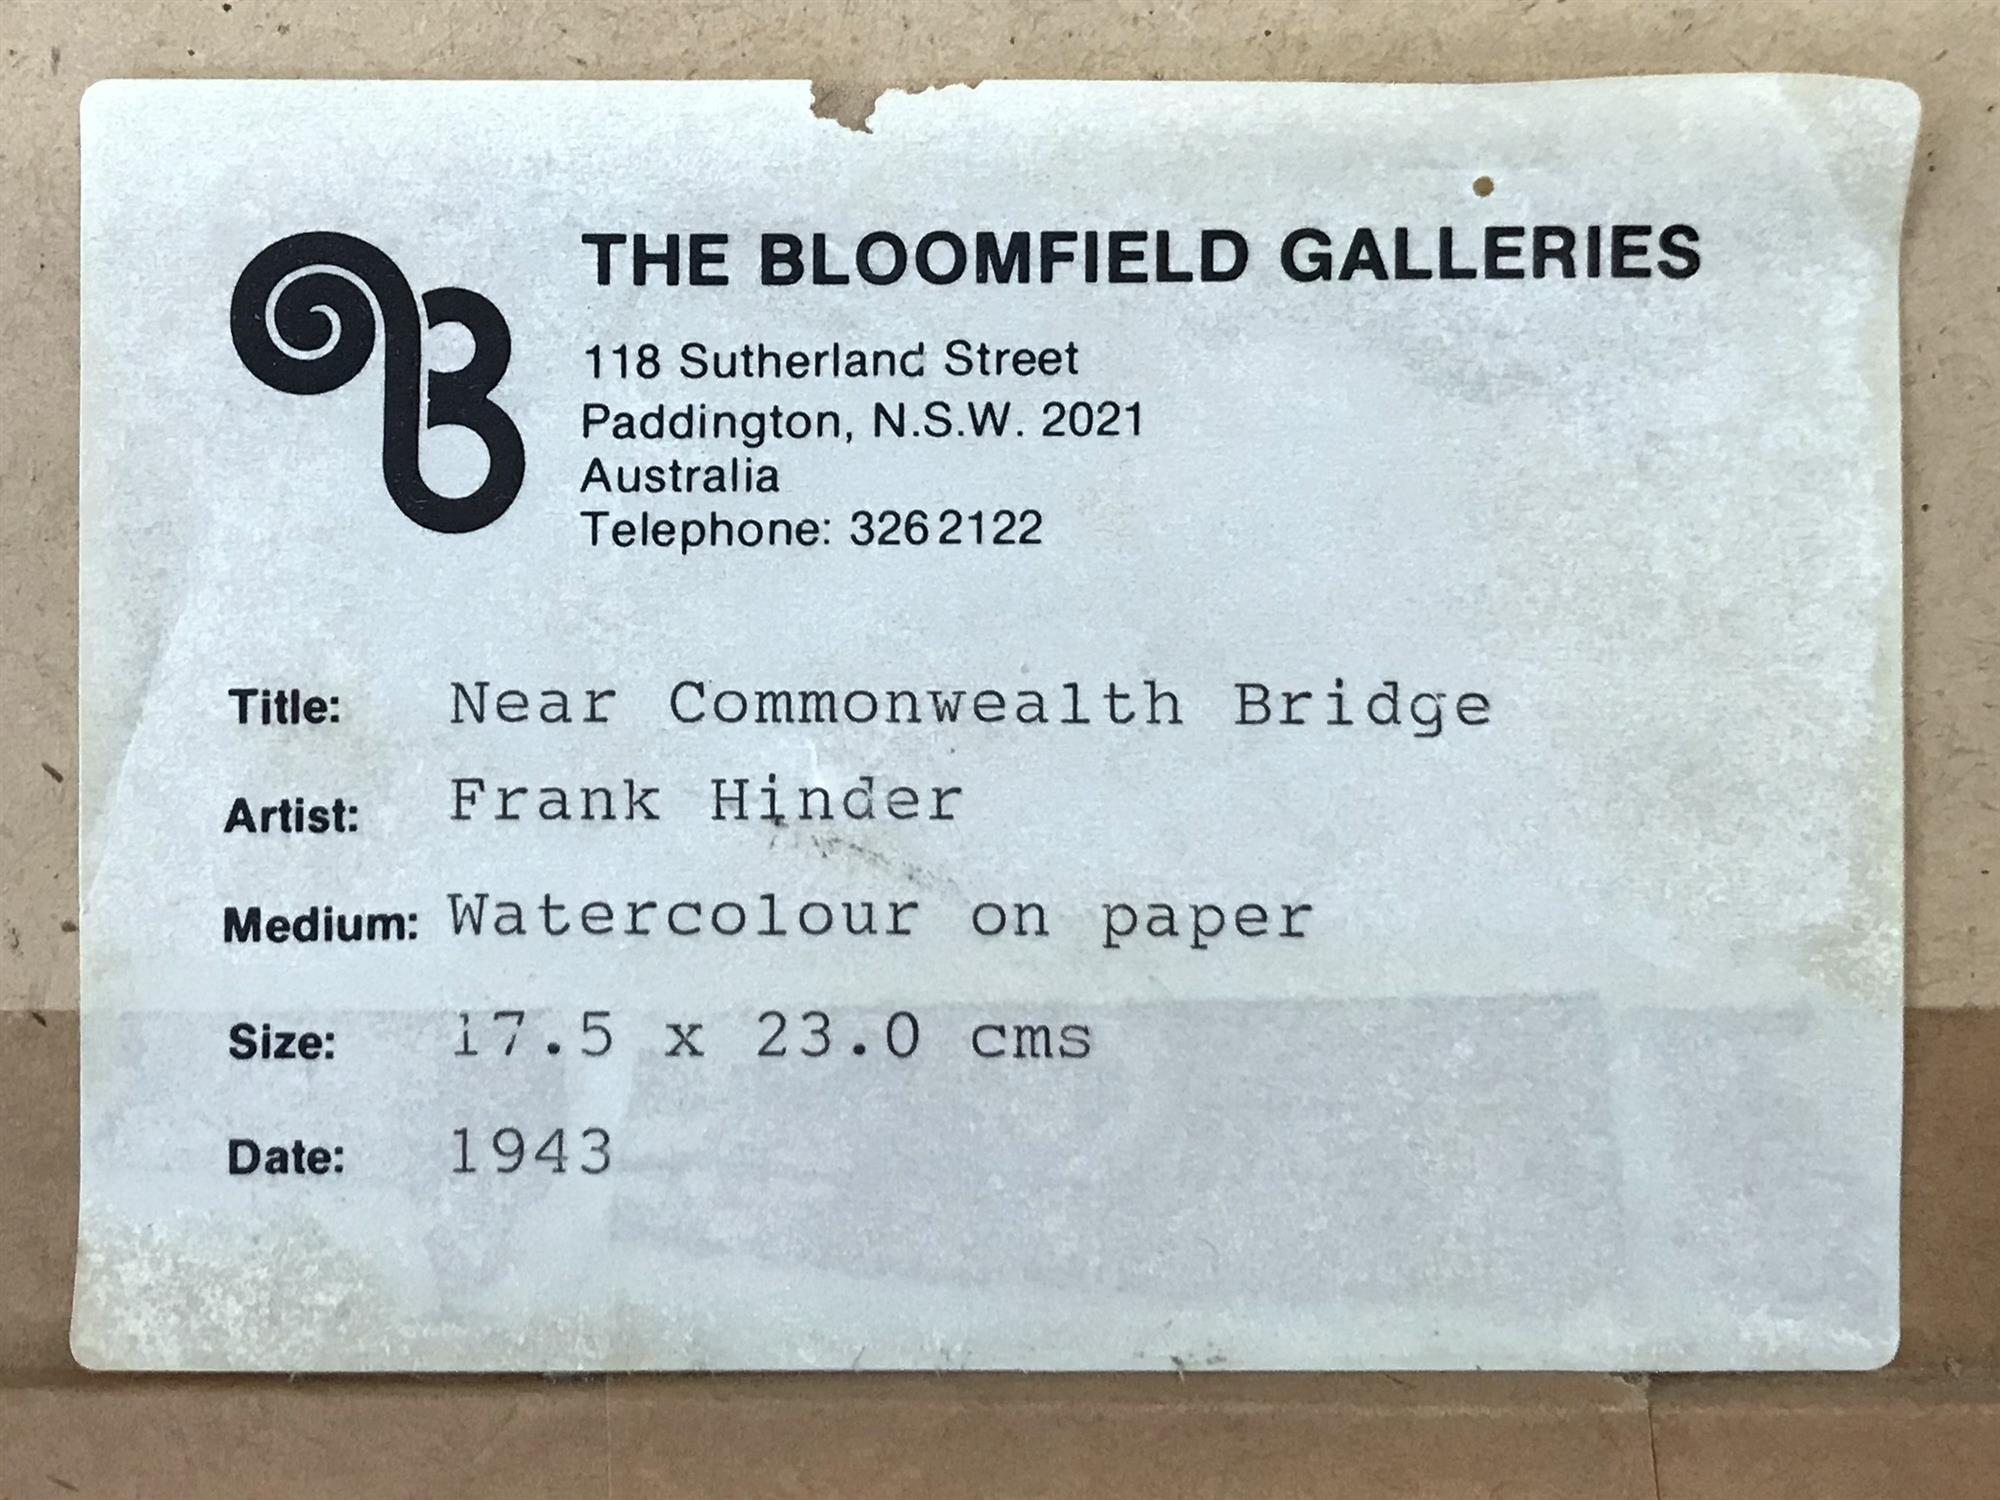 THE BLOOMFIELD GALLERIES
118 Sutherland Street
Paddington, N.S.W. 2021
Australia
Telephone: 326 2122
Title: Near Commonwealth Bridge
Artist: Frank Hinder
Medium: Watercolour on paper
Size: 17.5 x 23.0 cms
Date: 1943